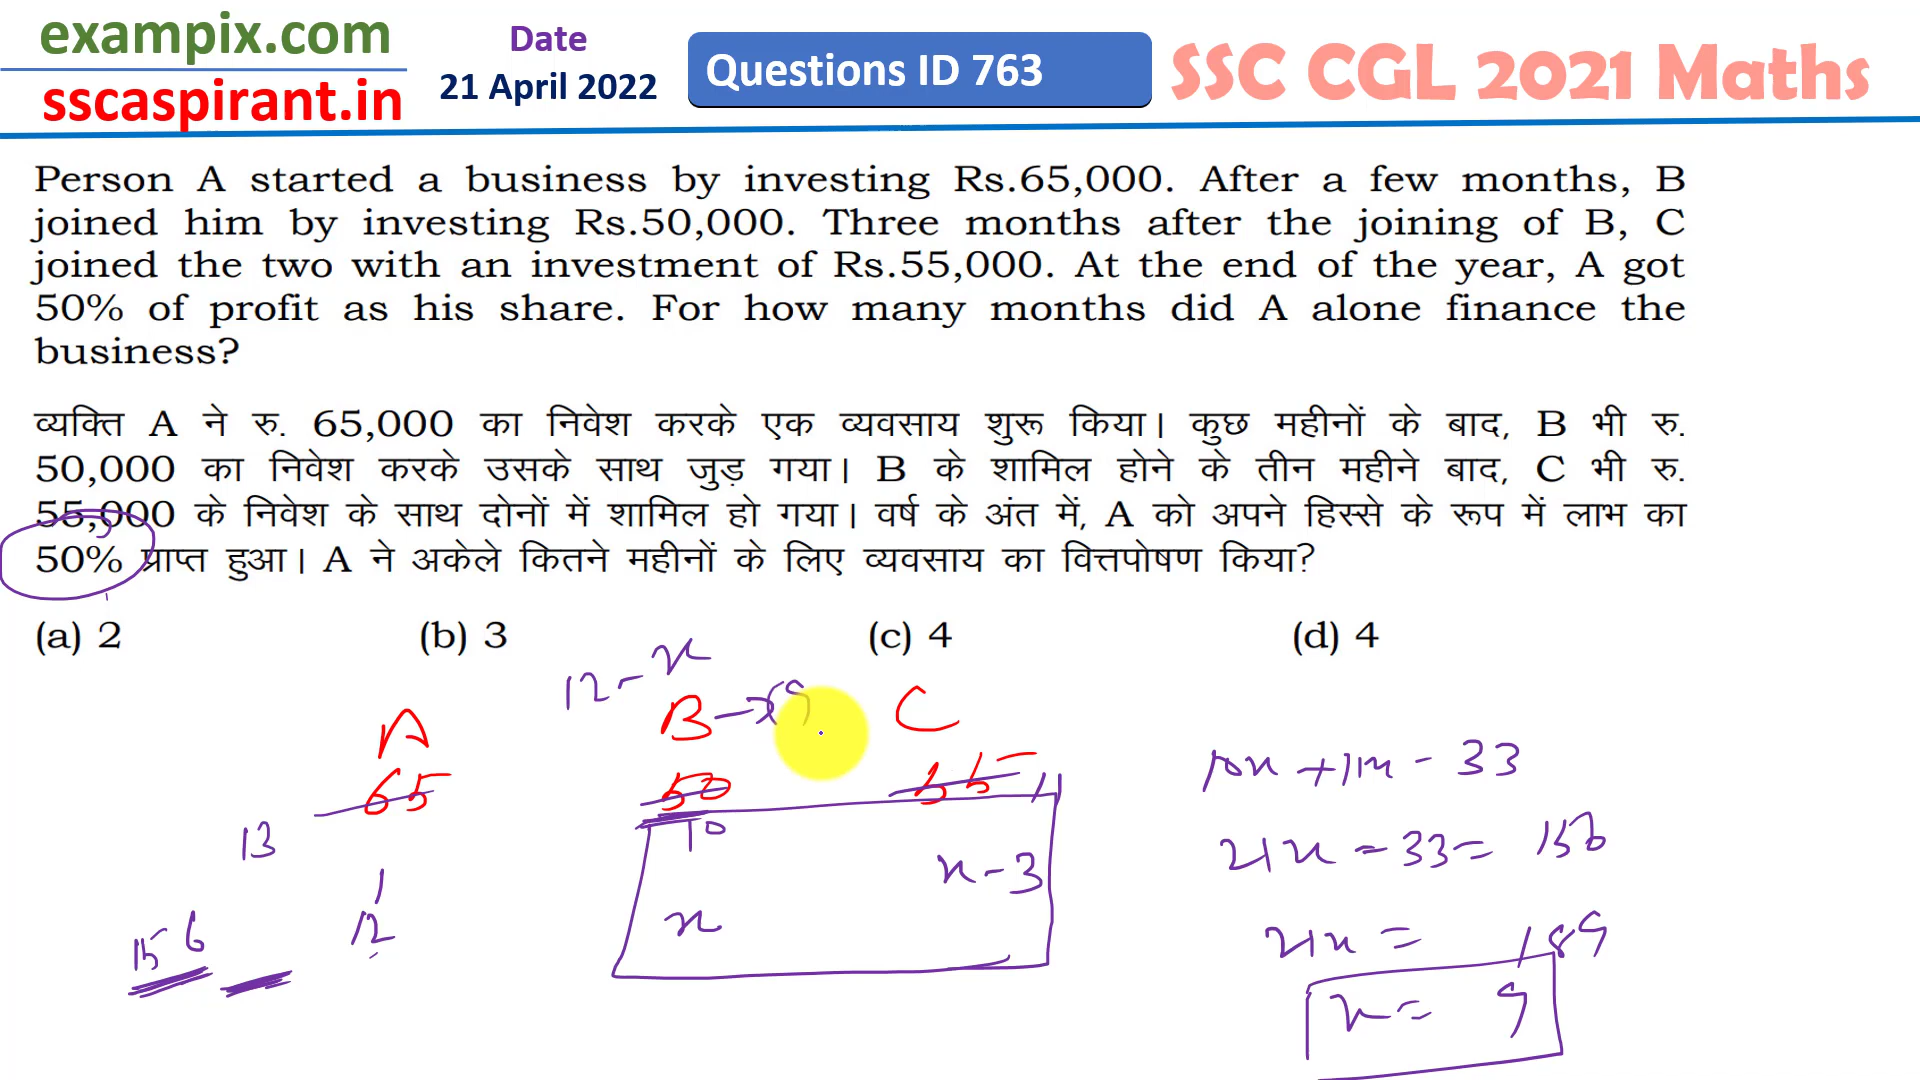 exampix.com
sscaspirant.in
Date
21 April 2022
Questions ID 763
SSC CGL 2021 Maths
Person A started a business by investing Rs.65,000. After a few months, B
joined him by investing Rs.50,000. Three months after the joining of B, C
joined the two with an investment of Rs.55,000. At the end of the year, A got
50% of profit as his share. For how many months did A alone finance the
business?
व्यक्ति A ने रु. 65,000 का निवेश करके एक व्यवसाय शुरू किया। कुछ महीनों के बाद, B भी रु.
50,000 का निवेश करके उसके साथ जुड़ गया। B के शामिल होने के तीन महीने बाद, C भी रु.
55,000 के निवेश के साथ दोनों में शामिल हो गया। वर्ष के अंत में, A को अपने हिस्से के रूप में लाभ का
50% प्राप्त हुआ। A ने अकेले कितने महीनों के लिए व्यवसाय का वित्तपोषण किया?
(a) 2 (b) 3 (c) 4 (d) 4
12-x
A B C
65 50 55
13 10 11
12 x x-3
156
10x+11x-33
21x-33=156
21x= 189
x= 9